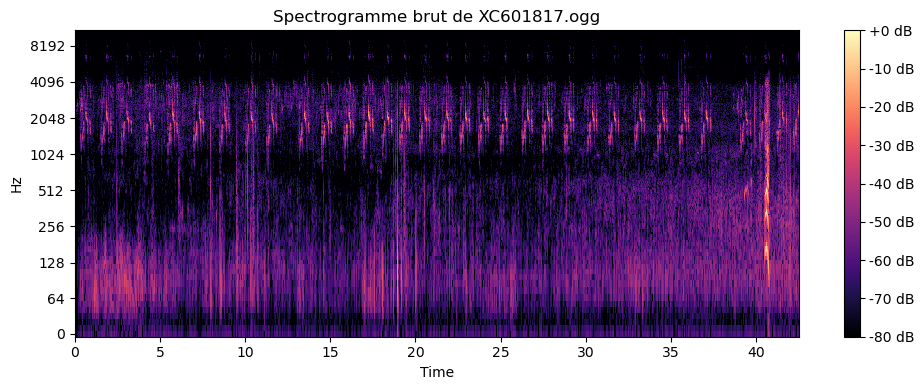 Spectrogramme brut de XC601817.ogg
8192
4096
2048
1024
512
256
128
64
0
Hz
0 5 10 15 20 25 30 35 40
Time
+0 dB
-10 dB
-20 dB
-30 dB
-40 dB
-50 dB
-60 dB
-70 dB
-80 dB